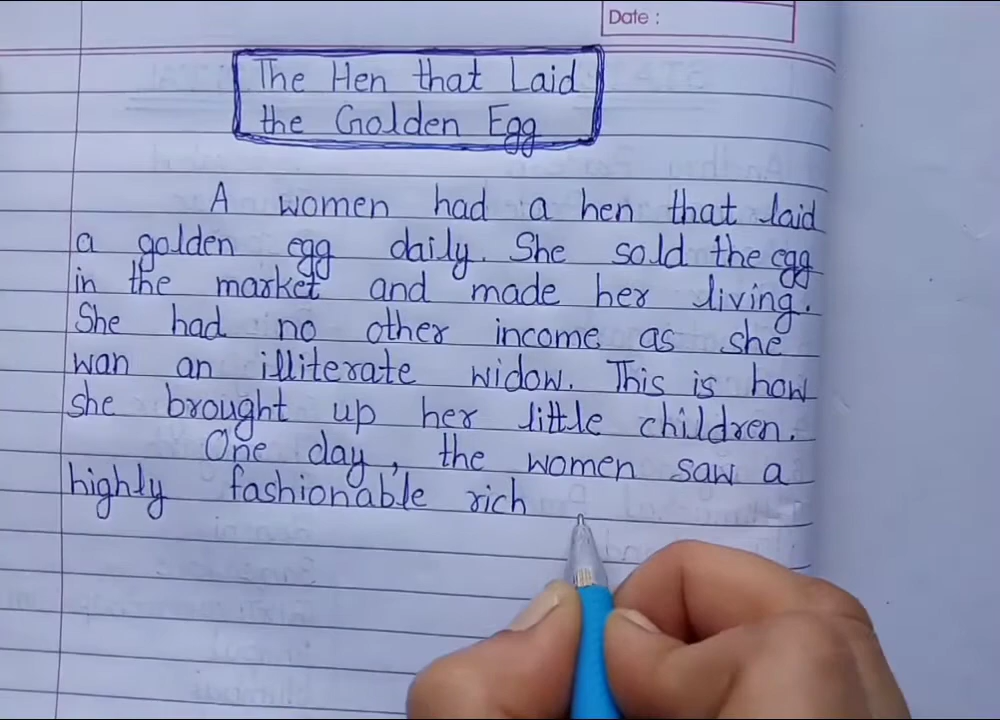 Date :
The Hen that Laid
the Golden Egg
A women had a hen that laid
a golden egg daily. She sold the egg
in the market and made her living.
She had no other income as she
wan an illiterate widow. This is how
she brought up her little children.
One day, the women saw a
highly fashionable rich